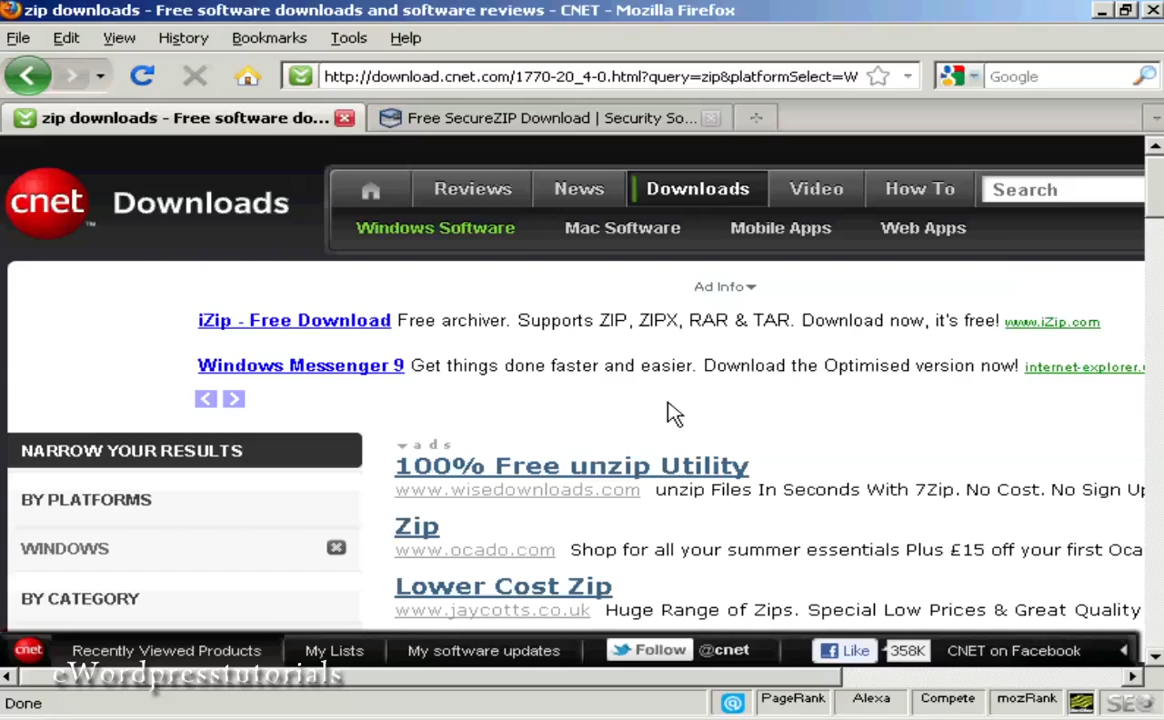 zip downloads - Free software downloads and software reviews - CNET - Mozilla Firefox
File Edit View History Bookmarks Tools Help
http://download.cnet.com/1770-20_4-0.html?query=zip&platformSelect=W Google
zip downloads - Free software do... Free SecureZIP Download | Security So...
cnet Downloads Reviews News Downloads Video How To Search
Windows Software Mac Software Mobile Apps Web Apps
Ad Info
iZip - Free Download Free archiver. Supports ZIP, ZIPX, RAR & TAR. Download now, it's free! www.iZip.com
Windows Messenger 9 Get things done faster and easier. Download the Optimised version now! internet-explorer.
NARROW YOUR RESULTS
BY PLATFORMS
WINDOWS
BY CATEGORY
ads
100% Free unzip Utility
www.wisedownloads.com unzip Files In Seconds With 7Zip. No Cost. No Sign Up
Zip
www.ocado.com Shop for all your summer essentials Plus £15 off your first Oca
Lower Cost Zip
www.jaycotts.co.uk Huge Range of Zips. Special Low Prices & Great Quality
cnet Recently Viewed Products My Lists My software updates Follow @cnet Like 358K CNET on Facebook
eWordpresstutorials
Done PageRank Alexa Compete mozRank SEO